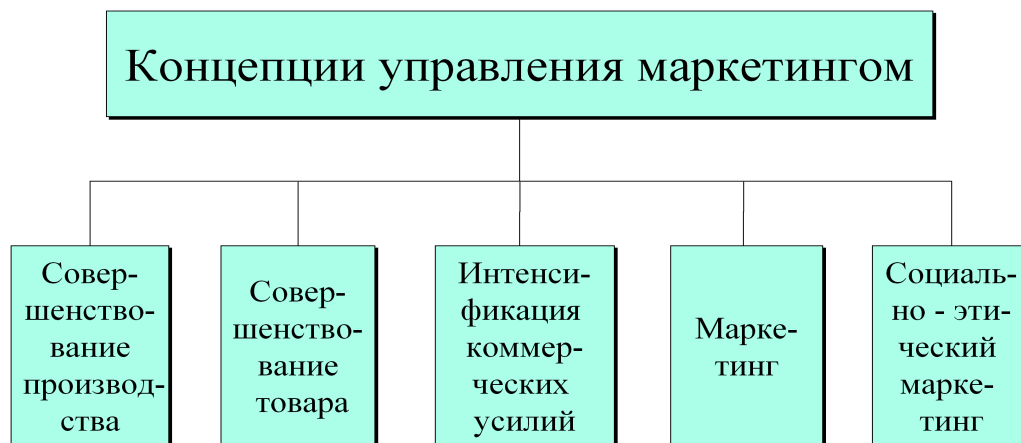 Концепции управления маркетингом
Совер-
шенство-
вание
производ-
ства
Совер-
шенство-
вание
товара
Интенси-
фикация
коммер-
ческих
усилий
Марке-
тинг
Социаль-
но - эти-
ческий
марке-
тинг